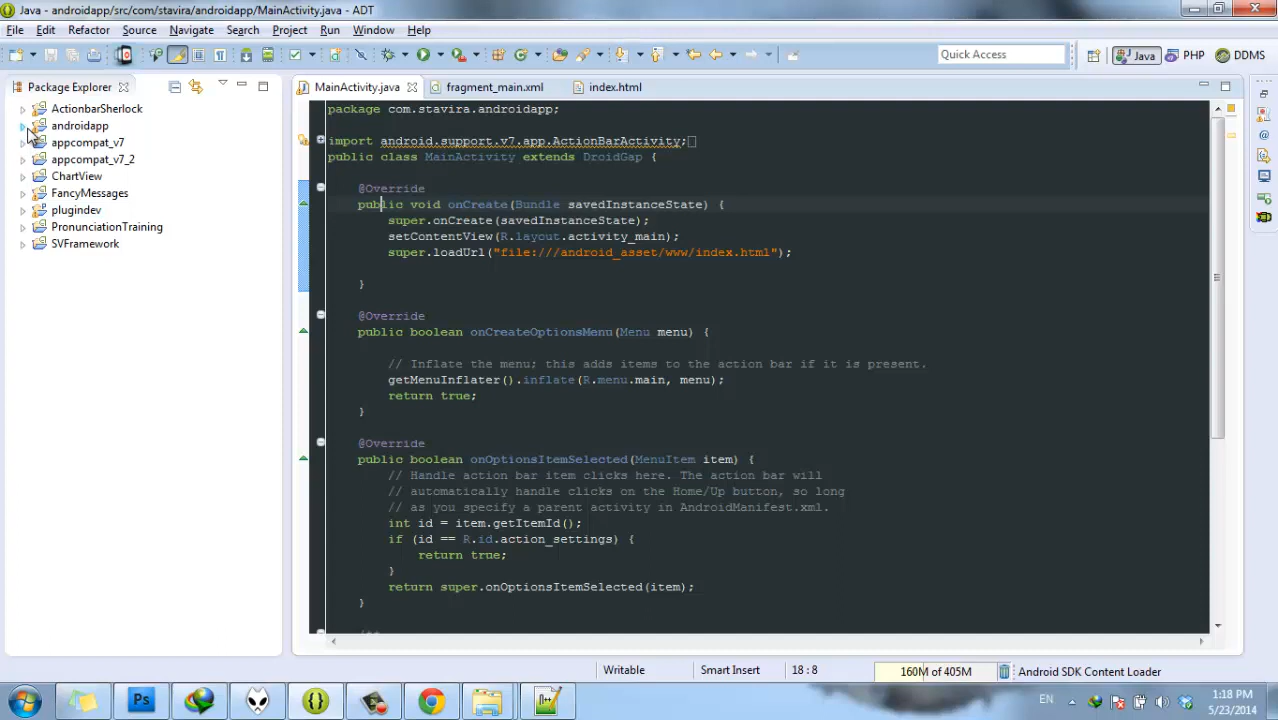 Java - androidapp/src/com/stavira/androidapp/MainActivity.java - ADT
File Edit Refactor Source Navigate Search Project Run Window Help
Quick Access Java PHP DDMS
Package Explorer
ActionbarSherlock
androidapp
appcompat_v7
appcompat_v7_2
ChartView
FancyMessages
plugindev
PronunciationTraining
SVFramework
MainActivity.java fragment_main.xml index.html
package com.stavira.androidapp;
import android.support.v7.app.ActionBarActivity;
public class MainActivity extends DroidGap {
@Override
public void onCreate(Bundle savedInstanceState) {
super.onCreate(savedInstanceState);
setContentView(R.layout.activity_main);
super.loadUrl("file:///android_asset/www/index.html");
}
@Override
public boolean onCreateOptionsMenu(Menu menu) {
// Inflate the menu; this adds items to the action bar if it is present.
getMenuInflater().inflate(R.menu.main, menu);
return true;
}
@Override
public boolean onOptionsItemSelected(MenuItem item) {
// Handle action bar item clicks here. The action bar will
// automatically handle clicks on the Home/Up button, so long
// as you specify a parent activity in AndroidManifest.xml.
int id = item.getItemId();
if (id == R.id.action_settings) {
return true;
}
return super.onOptionsItemSelected(item);
}
/**
Writable Smart Insert 18:8 160M of 405M Android SDK Content Loader
Ps EN 1:18 PM
5/23/2014